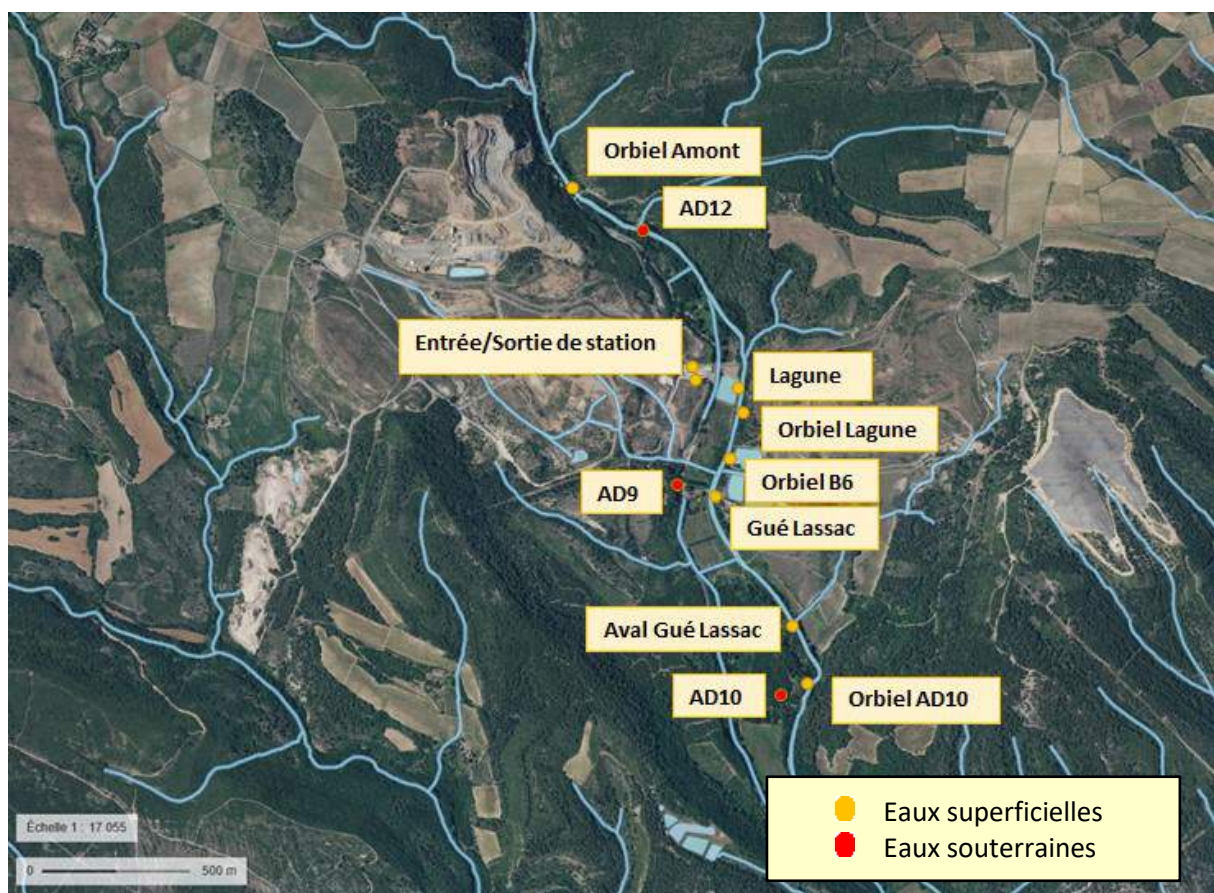 Orbiel Amont
AD12
Entrée/Sortie de station
Lagune
Orbiel Lagune
AD9
Orbiel B6
Gué Lassac
Aval Gué Lassac
AD10
Orbiel AD10
Eaux superficielles
Eaux souterraines
Échelle 1 : 17 055
0 500 m